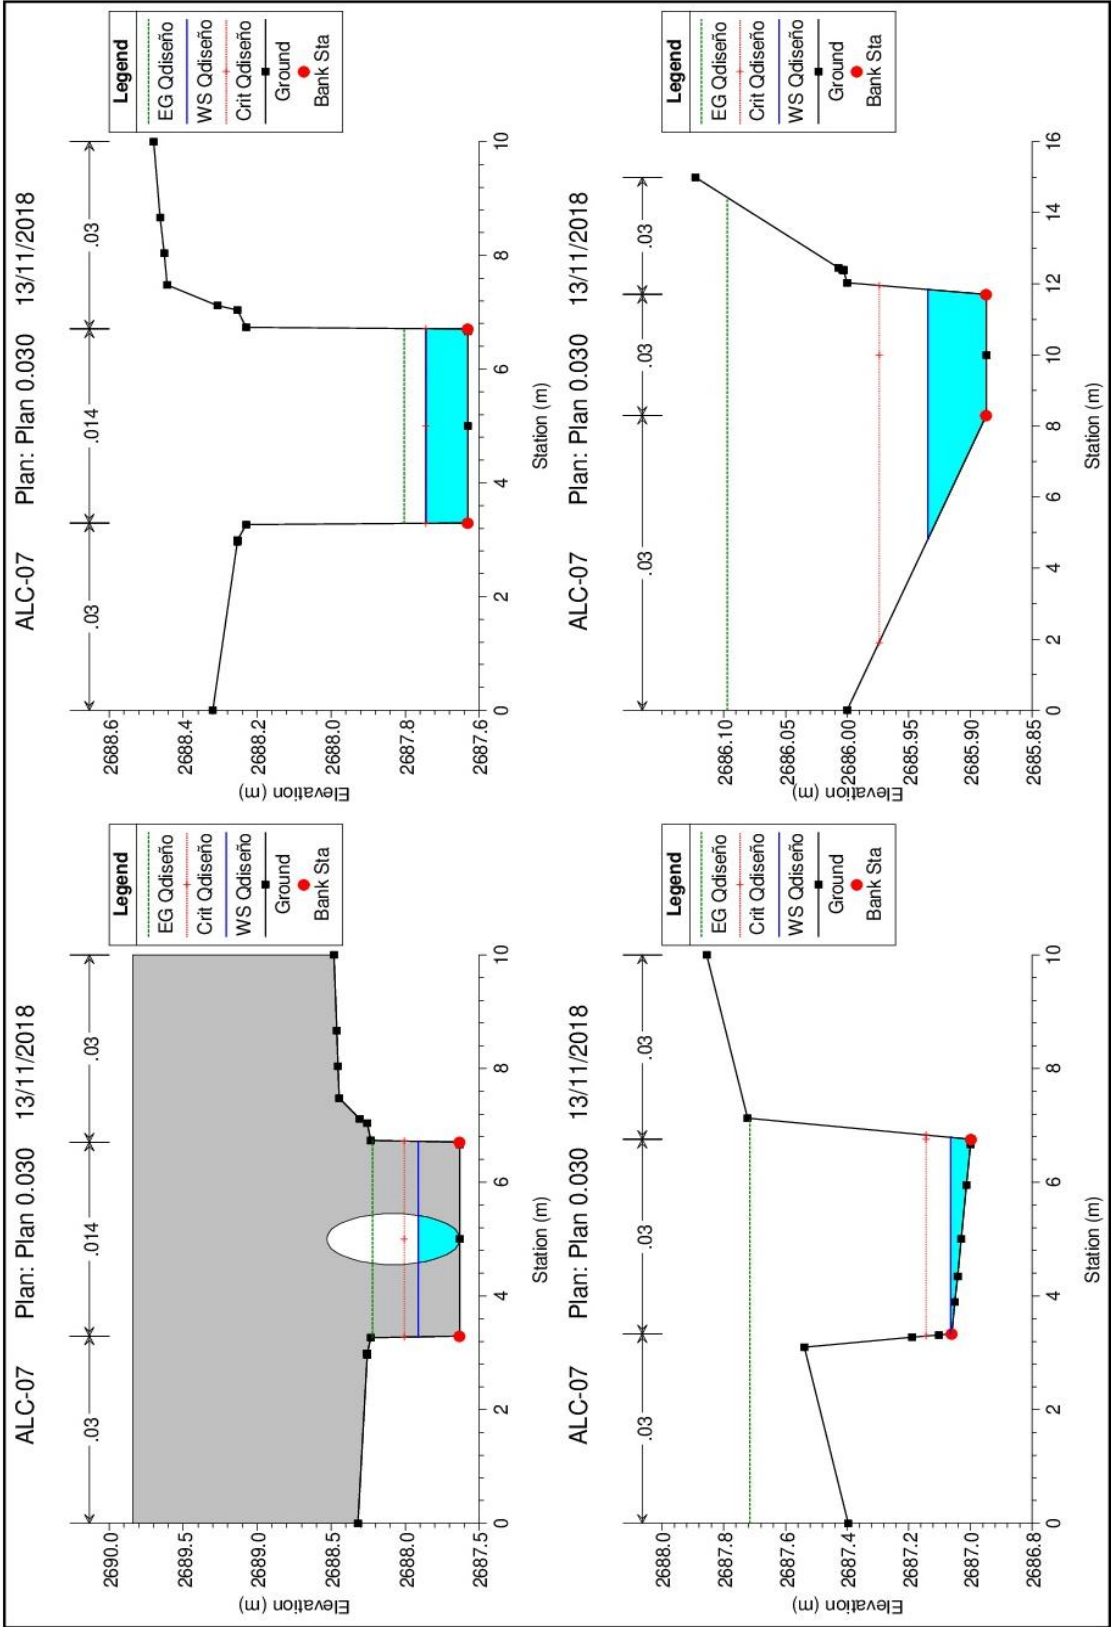 ALC-07 Plan: Plan 0.030 13/11/2018
.03 .014 .03
2690.0
2689.5
2689.0
2688.5
2688.0
2687.5
Elevation (m)
0 2 4 6 8 10
Station (m)
Legend
EG Qdiseño
Crit Qdiseño
WS Qdiseño
Ground
Bank Sta
ALC-07 Plan: Plan 0.030 13/11/2018
.03 .014 .03
2688.6
2688.4
2688.2
2688.0
2687.8
2687.6
Elevation (m)
0 2 4 6 8 10
Station (m)
Legend
EG Qdiseño
WS Qdiseño
Crit Qdiseño
Ground
Bank Sta
ALC-07 Plan: Plan 0.030 13/11/2018
.03 .03 .03
2688.0
2687.8
2687.6
2687.4
2687.2
2687.0
2686.8
Elevation (m)
0 2 4 6 8 10
Station (m)
Legend
EG Qdiseño
Crit Qdiseño
WS Qdiseño
Ground
Bank Sta
ALC-07 Plan: Plan 0.030 13/11/2018
.03 .03 .03
2686.10
2686.05
2686.00
2685.95
2685.90
2685.85
Elevation (m)
0 2 4 6 8 10 12 14 16
Station (m)
Legend
EG Qdiseño
Crit Qdiseño
WS Qdiseño
Ground
Bank Sta